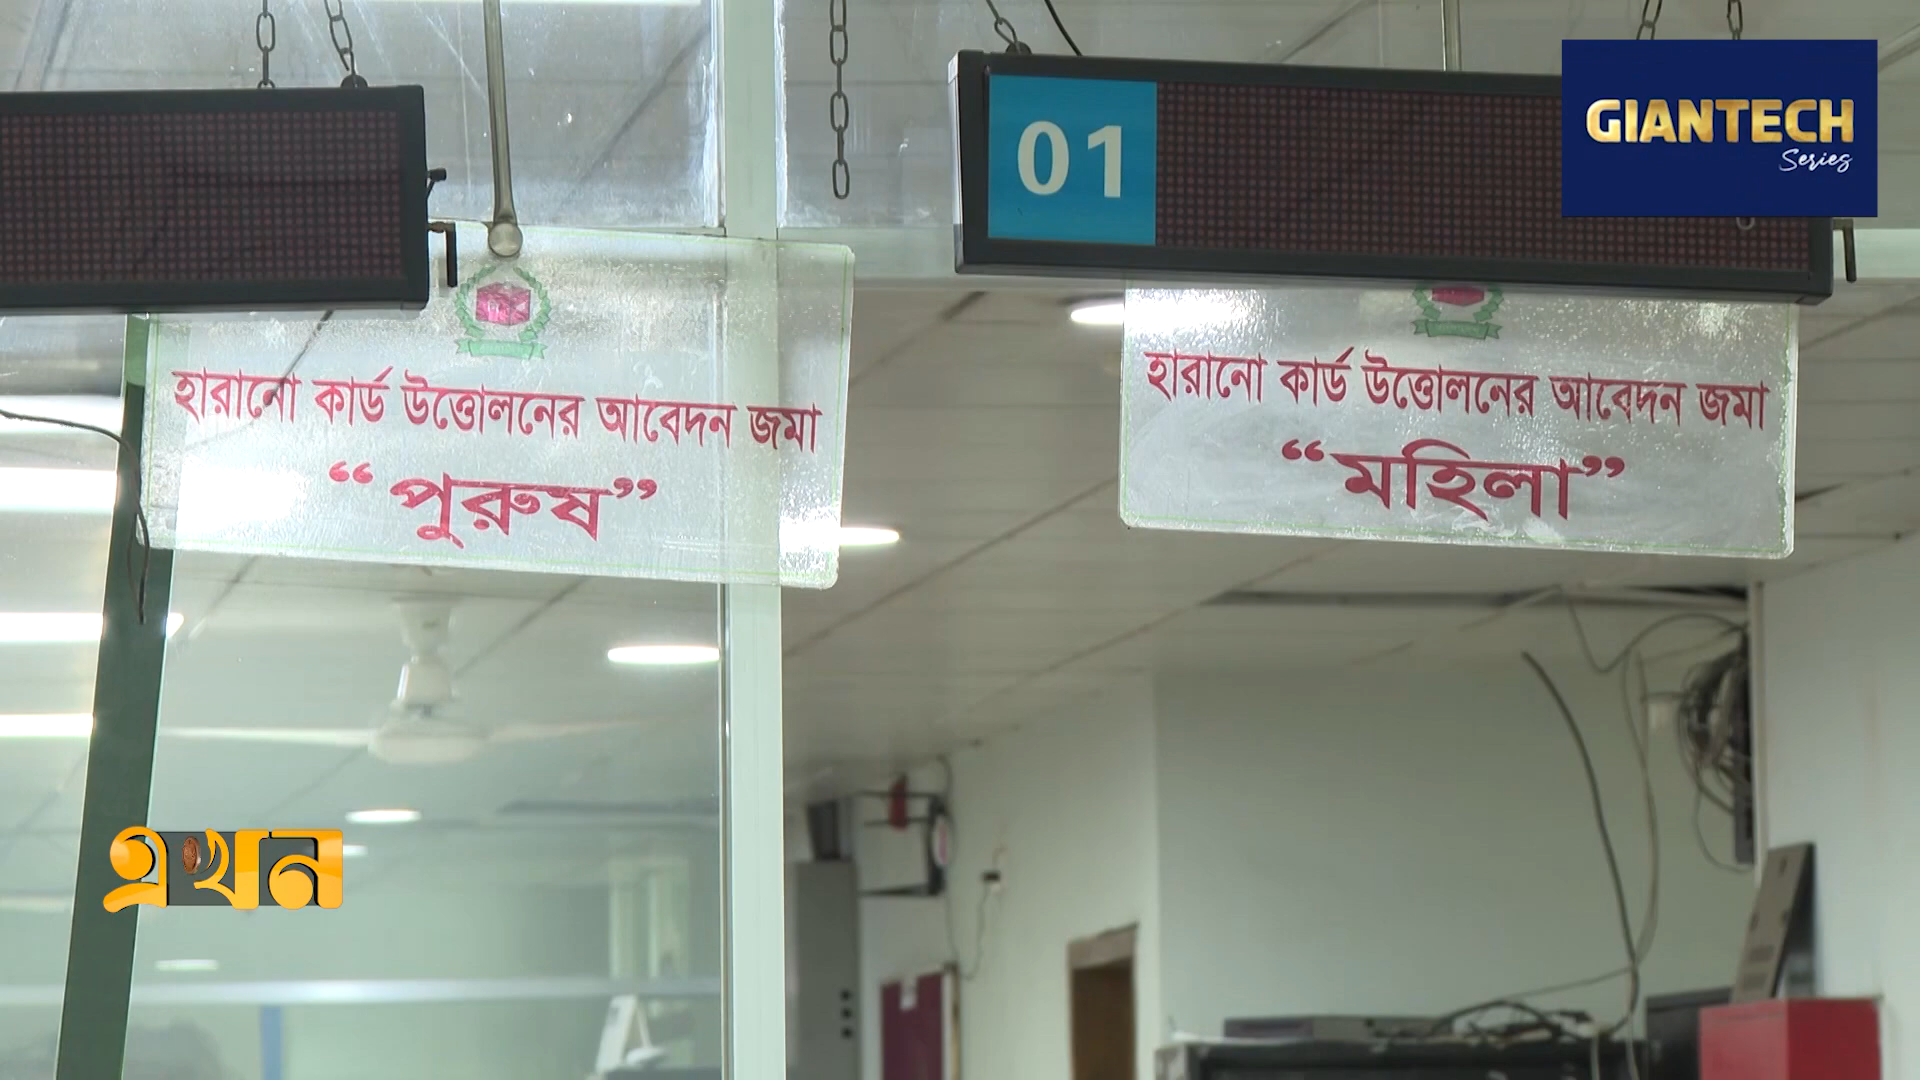 01
GIANTECH
Series
হারানো কার্ড উত্তোলনের আবেদন জমা
“পুরুষ”
হারানো কার্ড উত্তোলনের আবেদন জমা
“মহিলা”
এখন